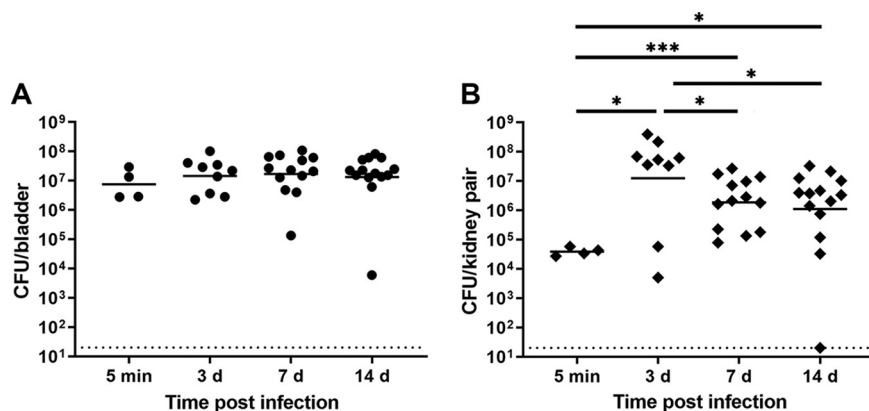 A
CFU/bladder
10⁹
10⁸
10⁷
10⁶
10⁵
10⁴
10³
10²
10¹
5 min 3 d 7 d 14 d
Time post infection
B
*
***
*
* *
CFU/kidney pair
10⁹
10⁸
10⁷
10⁶
10⁵
10⁴
10³
10²
10¹
5 min 3 d 7 d 14 d
Time post infection